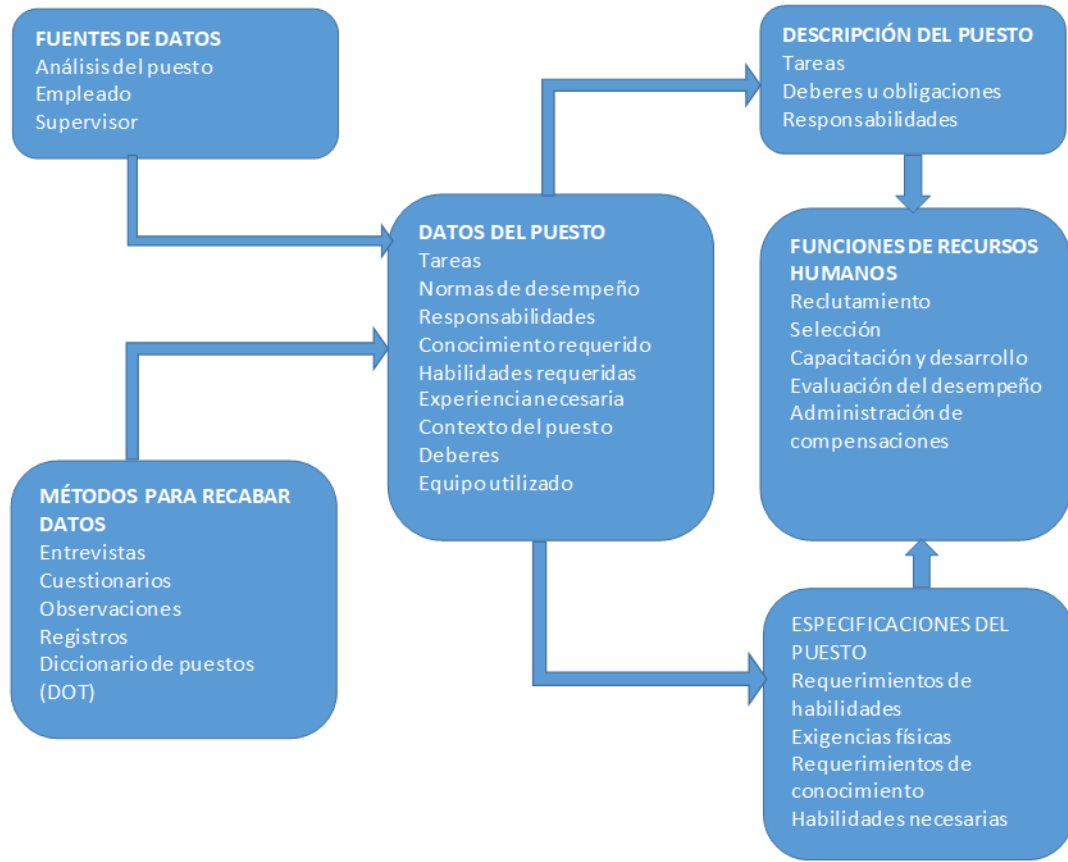 FUENTES DE DATOS
Análisis del puesto
Empleado
Supervisor
MÉTODOS PARA RECABAR
DATOS
Entrevistas
Cuestionarios
Observaciones
Registros
Diccionario de puestos
(DOT)
DATOS DEL PUESTO
Tareas
Normas de desempeño
Responsabilidades
Conocimiento requerido
Habilidades requeridas
Experiencia necesaria
Contexto del puesto
Deberes
Equipo utilizado
DESCRIPCIÓN DEL PUESTO
Tareas
Deberes u obligaciones
Responsabilidades
FUNCIONES DE RECURSOS
HUMANOS
Reclutamiento
Selección
Capacitación y desarrollo
Evaluación del desempeño
Administración de
compensaciones
ESPECIFICACIONES DEL
PUESTO
Requerimientos de
habilidades
Exigencias físicas
Requerimientos de
conocimiento
Habilidades necesarias